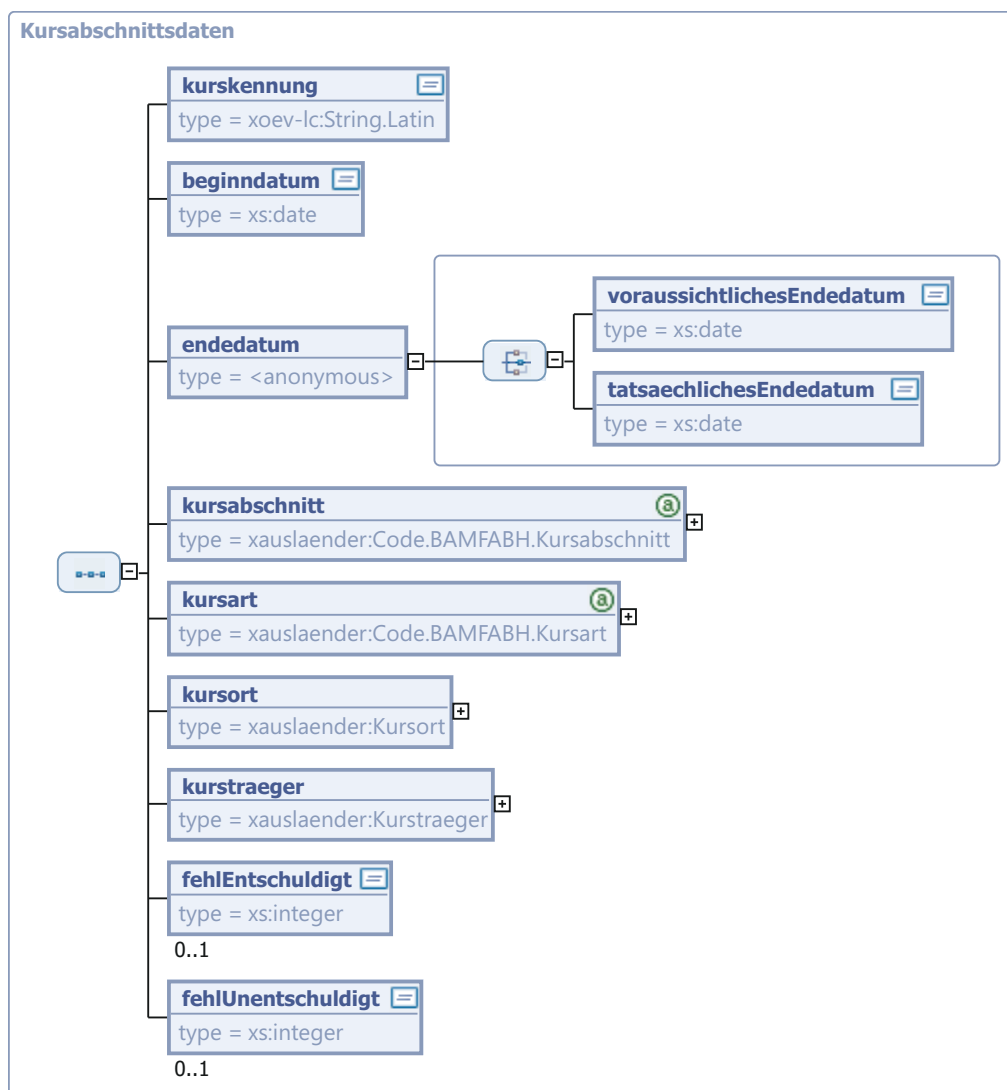 Kursabschnittsdaten
kurskennung
type = xoev-lc:String.Latin
beginndatum
type = xs:date
endedatum
type = <anonymous>
voraussichtlichesEndedatum
type = xs:date
tatsaechlichesEndedatum
type = xs:date
kursabschnitt
type = xauslaender:Code.BAMFABH.Kursabschnitt
kursart
type = xauslaender:Code.BAMFABH.Kursart
kursort
type = xauslaender:Kursort
kurstraeger
type = xauslaender:Kurstraeger
fehlEntschuldigt
type = xs:integer
0..1
fehlUnentschuldigt
type = xs:integer
0..1